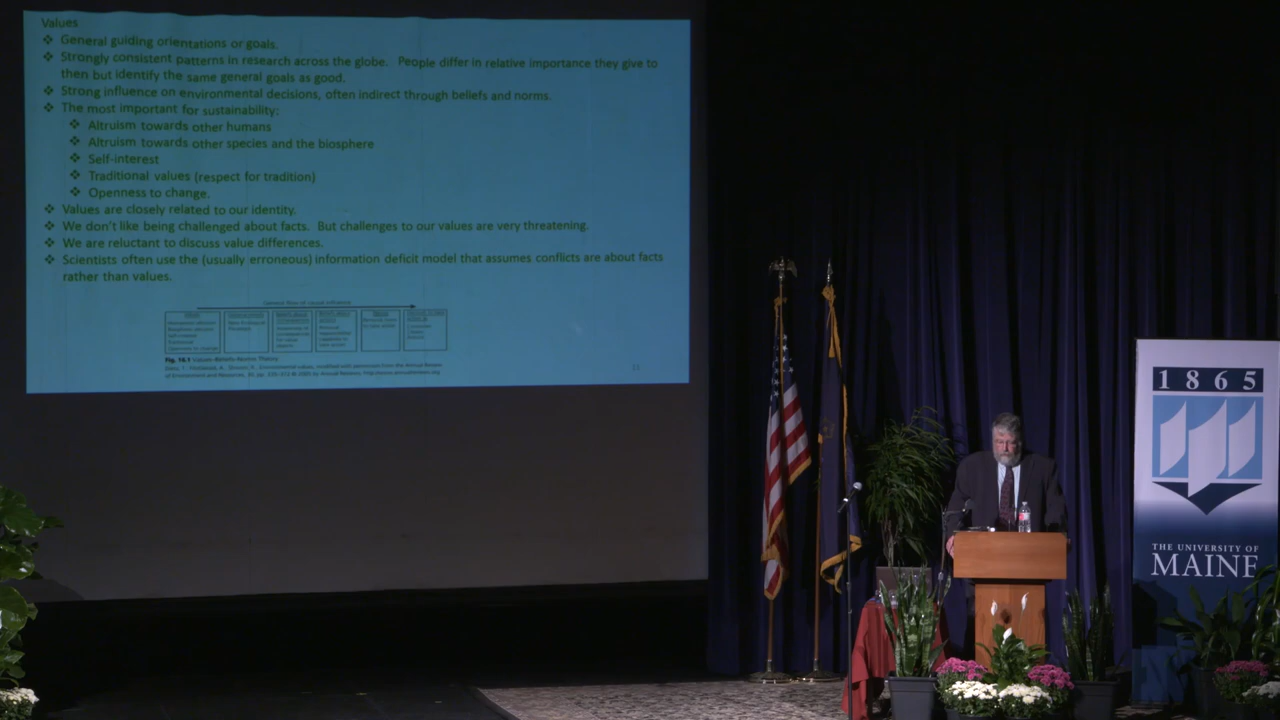 Values
❖ General guiding orientations or goals.
❖ Strongly consistent patterns in research across the globe. People differ in relative importance they give to
then but identify the same general goals as good.
❖ Strong influence on environmental decisions, often indirect through beliefs and norms.
❖ The most important for sustainability:
❖ Altruism towards other humans
❖ Altruism towards other species and the biosphere
❖ Self-interest
❖ Traditional values (respect for tradition)
❖ Openness to change.
❖ Values are closely related to our identity.
❖ We don't like being challenged about facts. But challenges to our values are very threatening.
❖ We are reluctant to discuss value differences.
❖ Scientists often use the (usually erroneous) information deficit model that assumes conflicts are about facts
rather than values.
General flow of causal influence
Fig. 16.1 Values-Beliefs-Norms Theory
1865
THE UNIVERSITY OF
MAINE